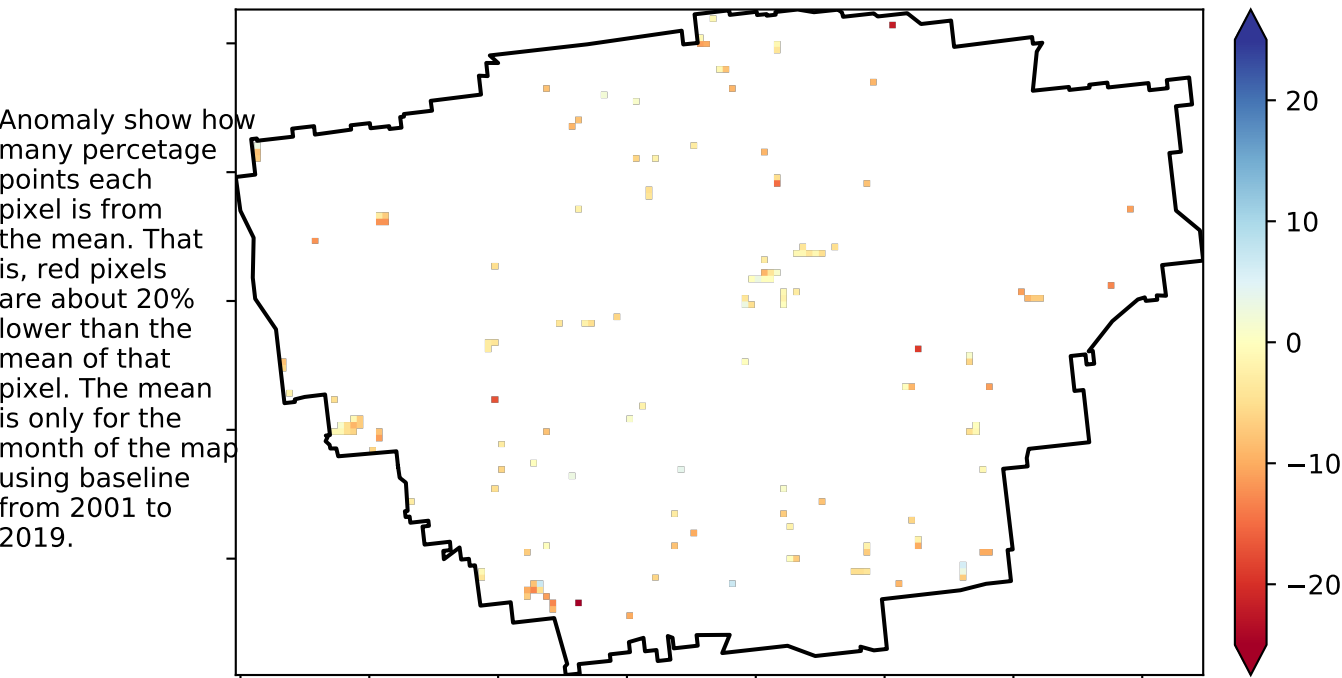 Anomaly show how
many percetage
points each
pixel is from
the mean. That
is, red pixels
are about 20%
lower than the
mean of that
pixel. The mean
is only for the
month of the map
using baseline
from 2001 to
2019.
20
10
0
−10
−20